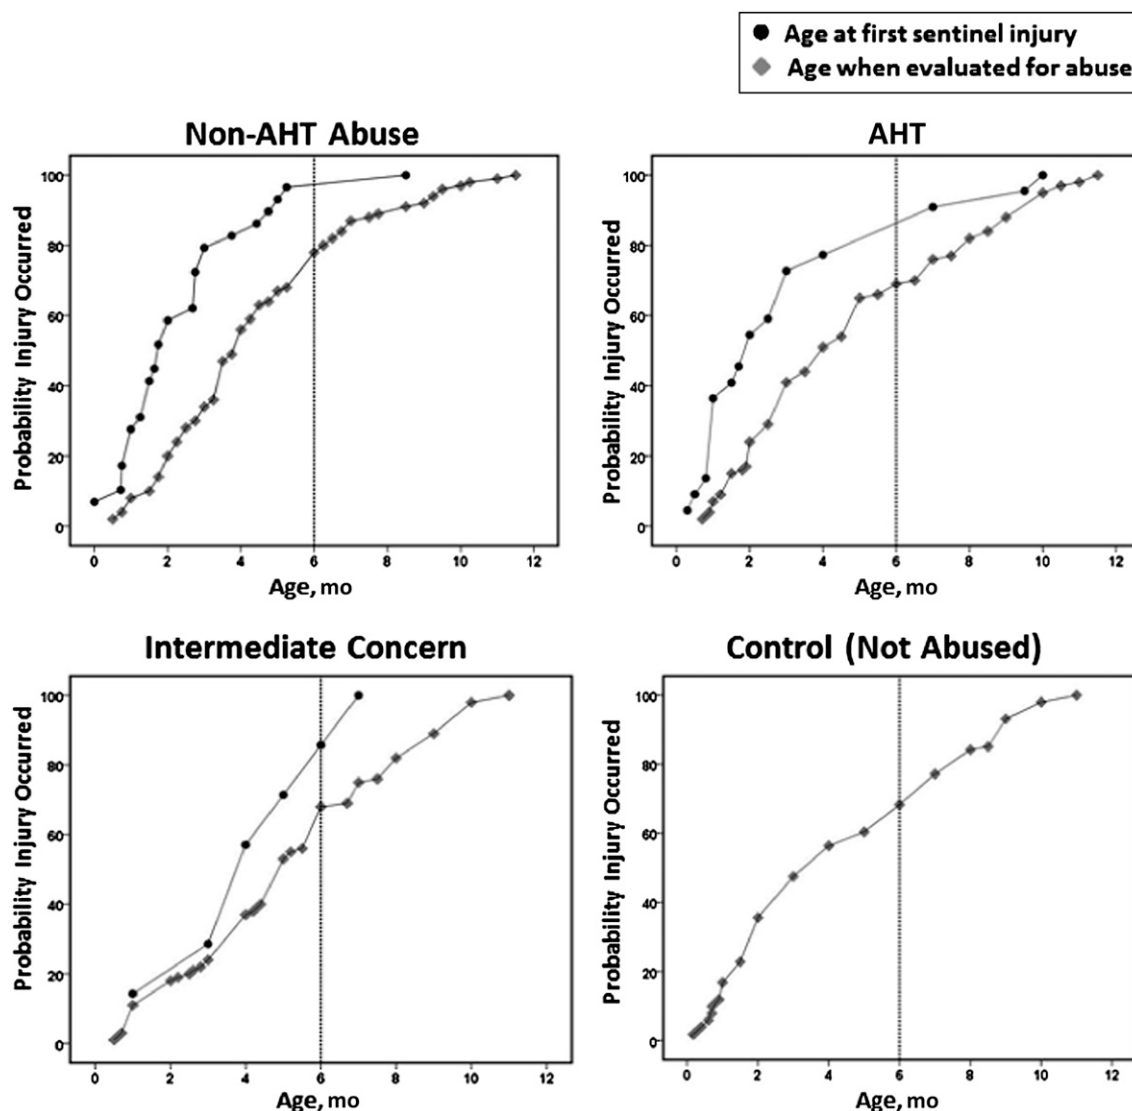 Age at first sentinel injury
Age when evaluated for abuse
Non-AHT Abuse
Probability Injury Occurred
100
80
60
40
20
0
0 2 4 6 8 10 12
Age, mo
AHT
Probability Injury Occurred
100
80
60
40
20
0
0 2 4 6 8 10 12
Age, mo
Intermediate Concern
Probability Injury Occurred
100
80
60
40
20
0
0 2 4 6 8 10 12
Age, mo
Control (Not Abused)
Probability Injury Occurred
100
80
60
40
20
0
0 2 4 6 8 10 12
Age, mo